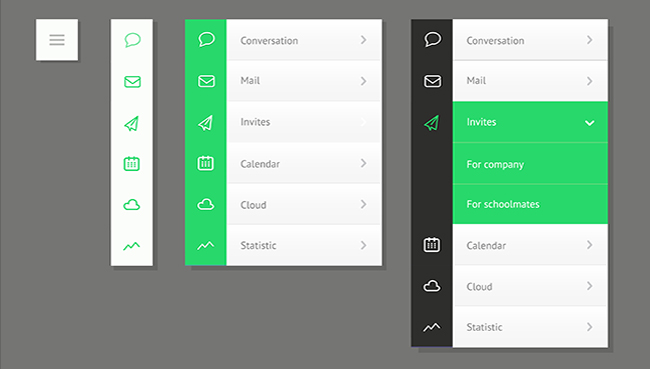 Conversation
Mail
Invites
Calendar
Cloud
Statistic
Conversation
Mail
Invites
For company
For schoolmates
Calendar
Cloud
Statistic